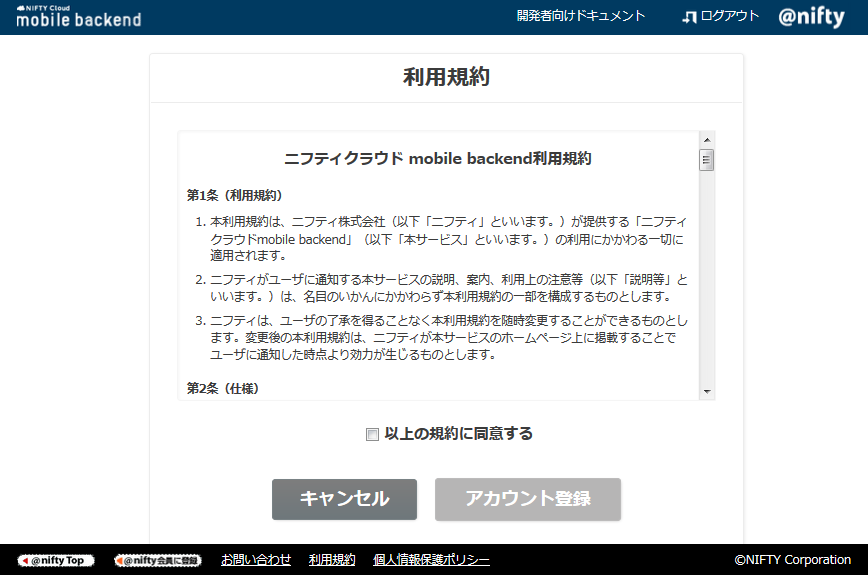 NIFTY Cloud
mobile backend
開発者向けドキュメント
ログアウト
@nifty
利用規約
ニフティクラウド mobile backend利用規約
第1条（利用規約）
1. 本利用規約は、ニフティ株式会社（以下「ニフティ」といいます。）が提供する「ニフティ
クラウドmobile backend」（以下「本サービス」といいます。）の利用にかかわる一切に
適用されます。
2. ニフティがユーザに通知する本サービスの説明、案内、利用上の注意等（以下「説明等」と
いいます。）は、名目のいかんにかかわらず本利用規約の一部を構成するものとします。
3. ニフティは、ユーザの了承を得ることなく本利用規約を随時変更することができるものとし
ます。変更後の本利用規約は、ニフティが本サービスのホームページ上に掲載することで
ユーザに通知した時点より効力が生じるものとします。
第2条（仕様）
以上の規約に同意する
キャンセル
アカウント登録
@nifty Top
@nifty会員に登録
お問い合わせ
利用規約
個人情報保護ポリシー
©NIFTY Corporation